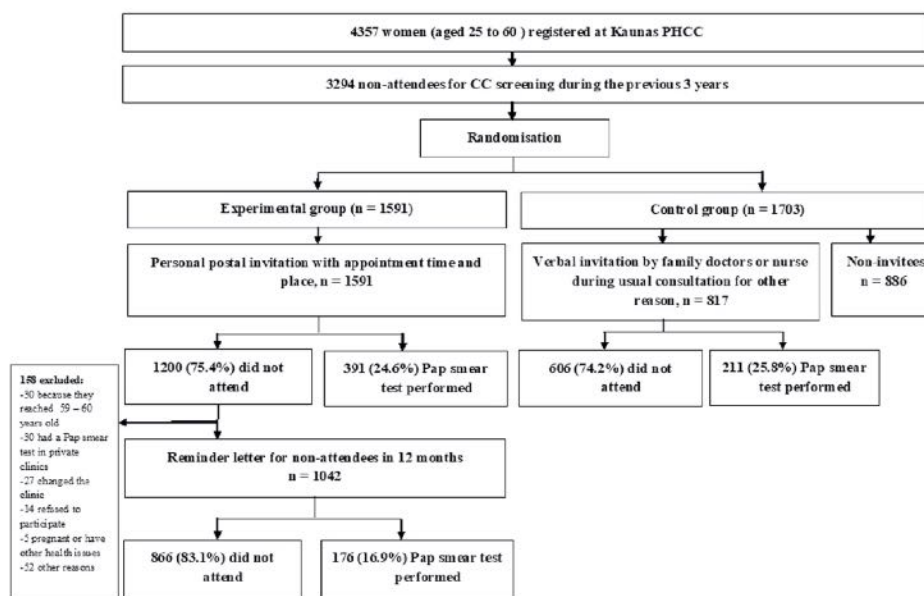 4357 women (aged 25 to 60 ) registered at Kaunas PHCC
3294 non-attendees for CC screening during the previous 3 years
Randomisation
Experimental group (n = 1591)
Control group (n = 1703)
Personal postal invitation with appointment time and
place, n = 1591
Verbal invitation by family doctors or nurse
during usual consultation for other
reason, n = 817
Non-invitees
n = 886
1200 (75.4%) did not
attend
391 (24.6%) Pap smear
test performed
606 (74.2%) did not
attend
211 (25.8%) Pap smear
test performed
158 excluded:
-30 because they
reached 59 – 60
years old
-30 had a Pap smear
test in private
clinics
-27 changed the
clinic
-14 refused to
participate
-5 pregnant or have
other health issues
-52 other reasons
Reminder letter for non-attendees in 12 months
n = 1042
866 (83.1%) did not
attend
176 (16.9%) Pap smear test
performed